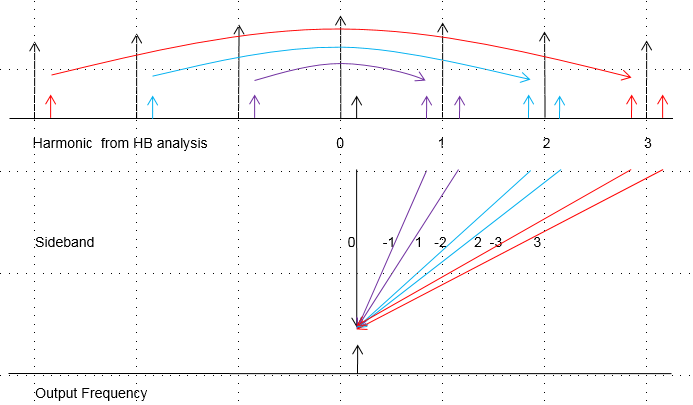 Harmonic from HB analysis 0 1 2 3
Sideband 0 -1 1 -2 2 -3 3
Output Frequency